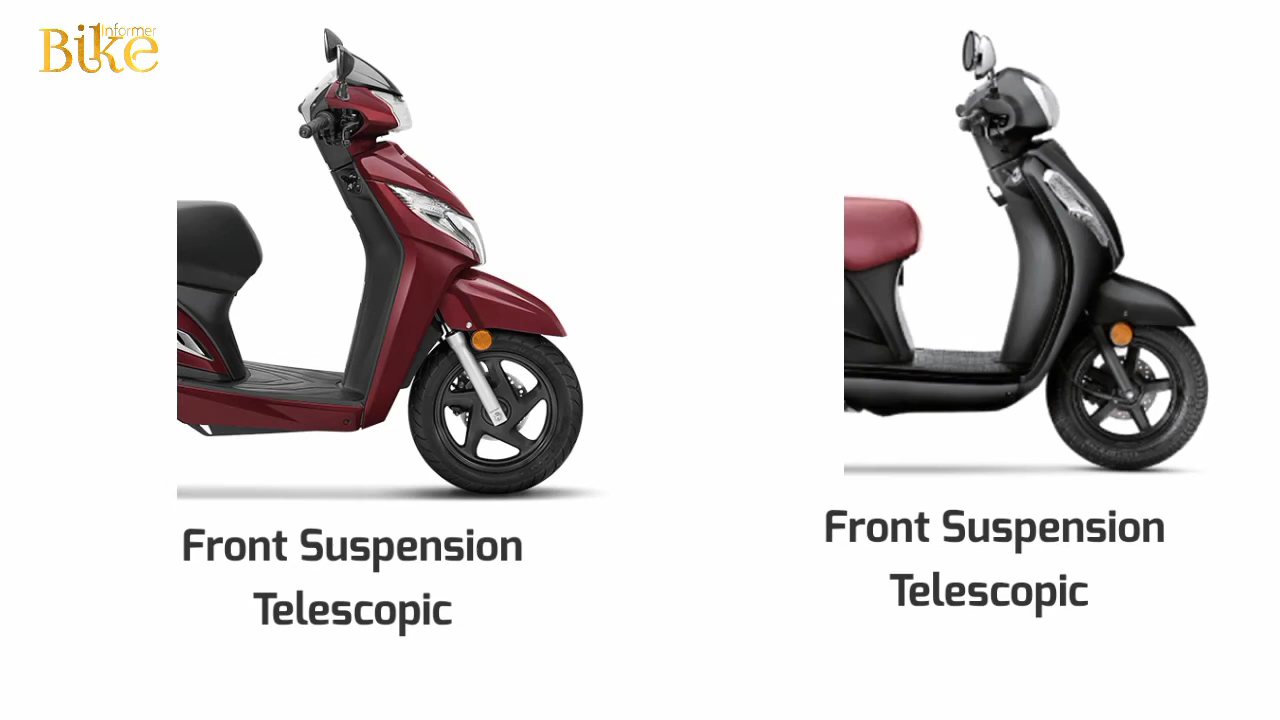 Informer
Bike
Front Suspension
Telescopic
Front Suspension
Telescopic